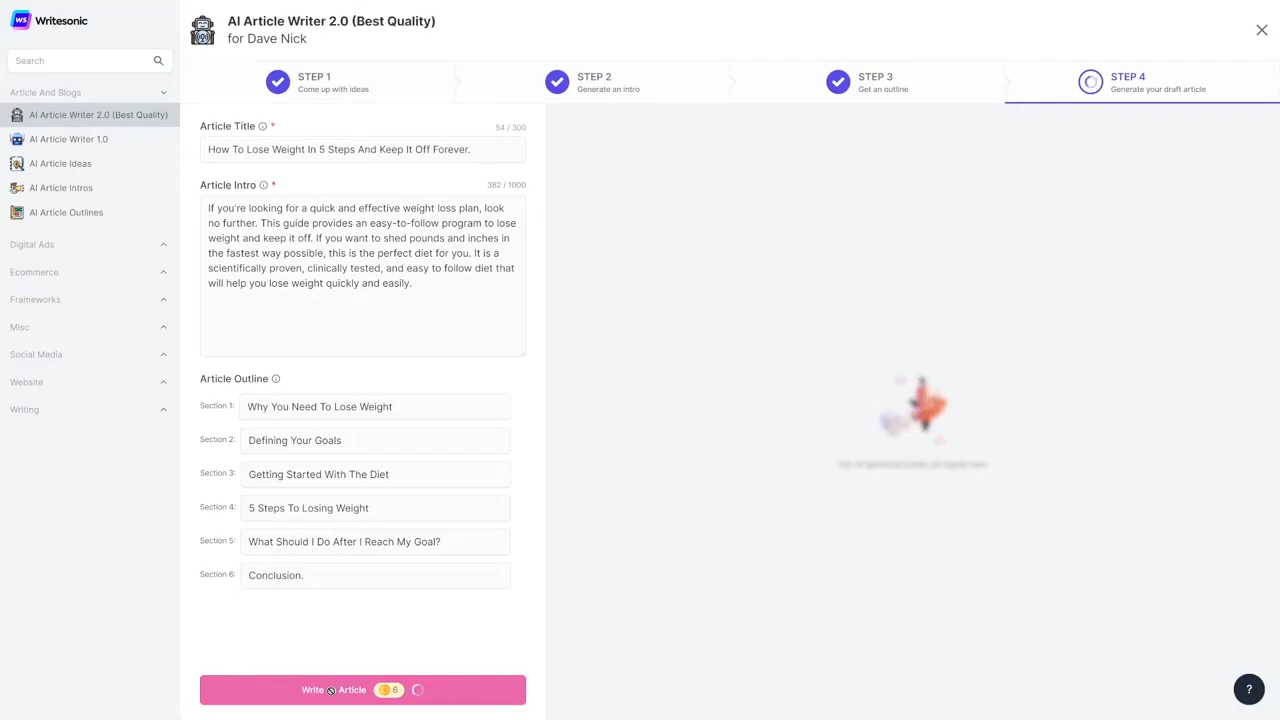 WS Writesonic
Search
Article And Blogs
AI Article Writer 2.0 (Best Quality)
AI Article Writer 1.0
AI Article Ideas
AI Article Intros
AI Article Outlines
Digital Ads
Ecommerce
Frameworks
Misc
Social Media
Website
Writing
AI Article Writer 2.0 (Best Quality)
for Dave Nick
STEP 1
Come up with ideas
STEP 2
Generate an intro
STEP 3
Get an outline
STEP 4
Generate your draft article
Article Title *
54 / 300
How To Lose Weight In 5 Steps And Keep It Off Forever.
Article Intro *
382 / 1000
If you're looking for a quick and effective weight loss plan, look
no further. This guide provides an easy-to-follow program to lose
weight and keep it off. If you want to shed pounds and inches in
the fastest way possible, this is the perfect diet for you. It is a
scientifically proven, clinically tested, and easy to follow diet that
will help you lose weight quickly and easily.
Article Outline
Section 1: Why You Need To Lose Weight
Section 2: Defining Your Goals
Section 3: Getting Started With The Diet
Section 4: 5 Steps To Losing Weight
Section 5: What Should I Do After I Reach My Goal?
Section 6: Conclusion.
Write Article 6
?